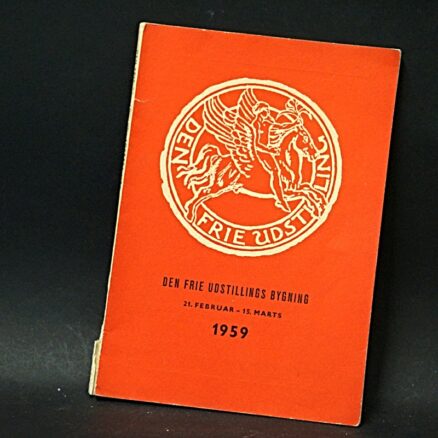 DEN FRIE UDSTILLING
DEN FRIE UDSTILLINGS BYGNING
21. FEBRUAR – 15. MARTS
1959